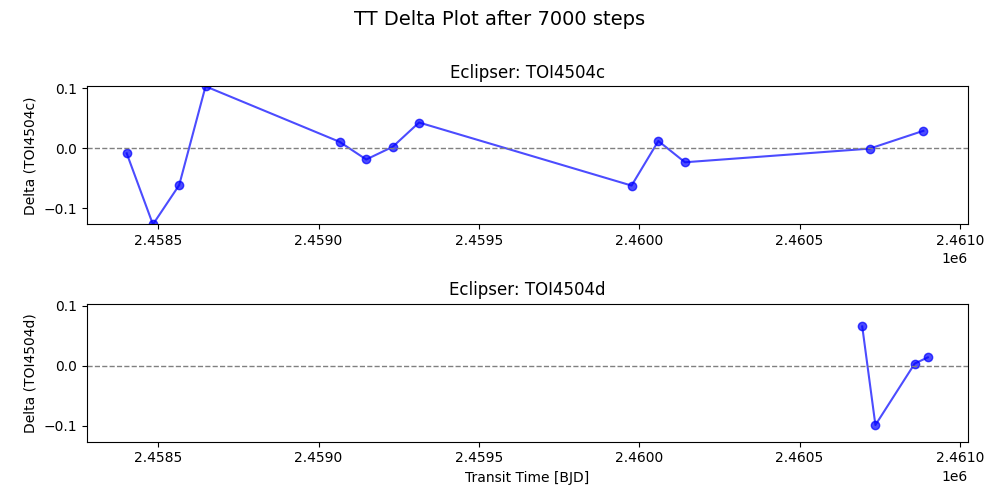 TT Delta Plot after 7000 steps
Eclipser: TOI4504c
Delta (TOI4504c)
0.1
0.0
−0.1
2.4585 2.4590 2.4595 2.4600 2.4605 2.4610
1e6
Eclipser: TOI4504d
Delta (TOI4504d)
0.1
0.0
−0.1
2.4585 2.4590 2.4595 2.4600 2.4605 2.4610
Transit Time [BJD]
1e6